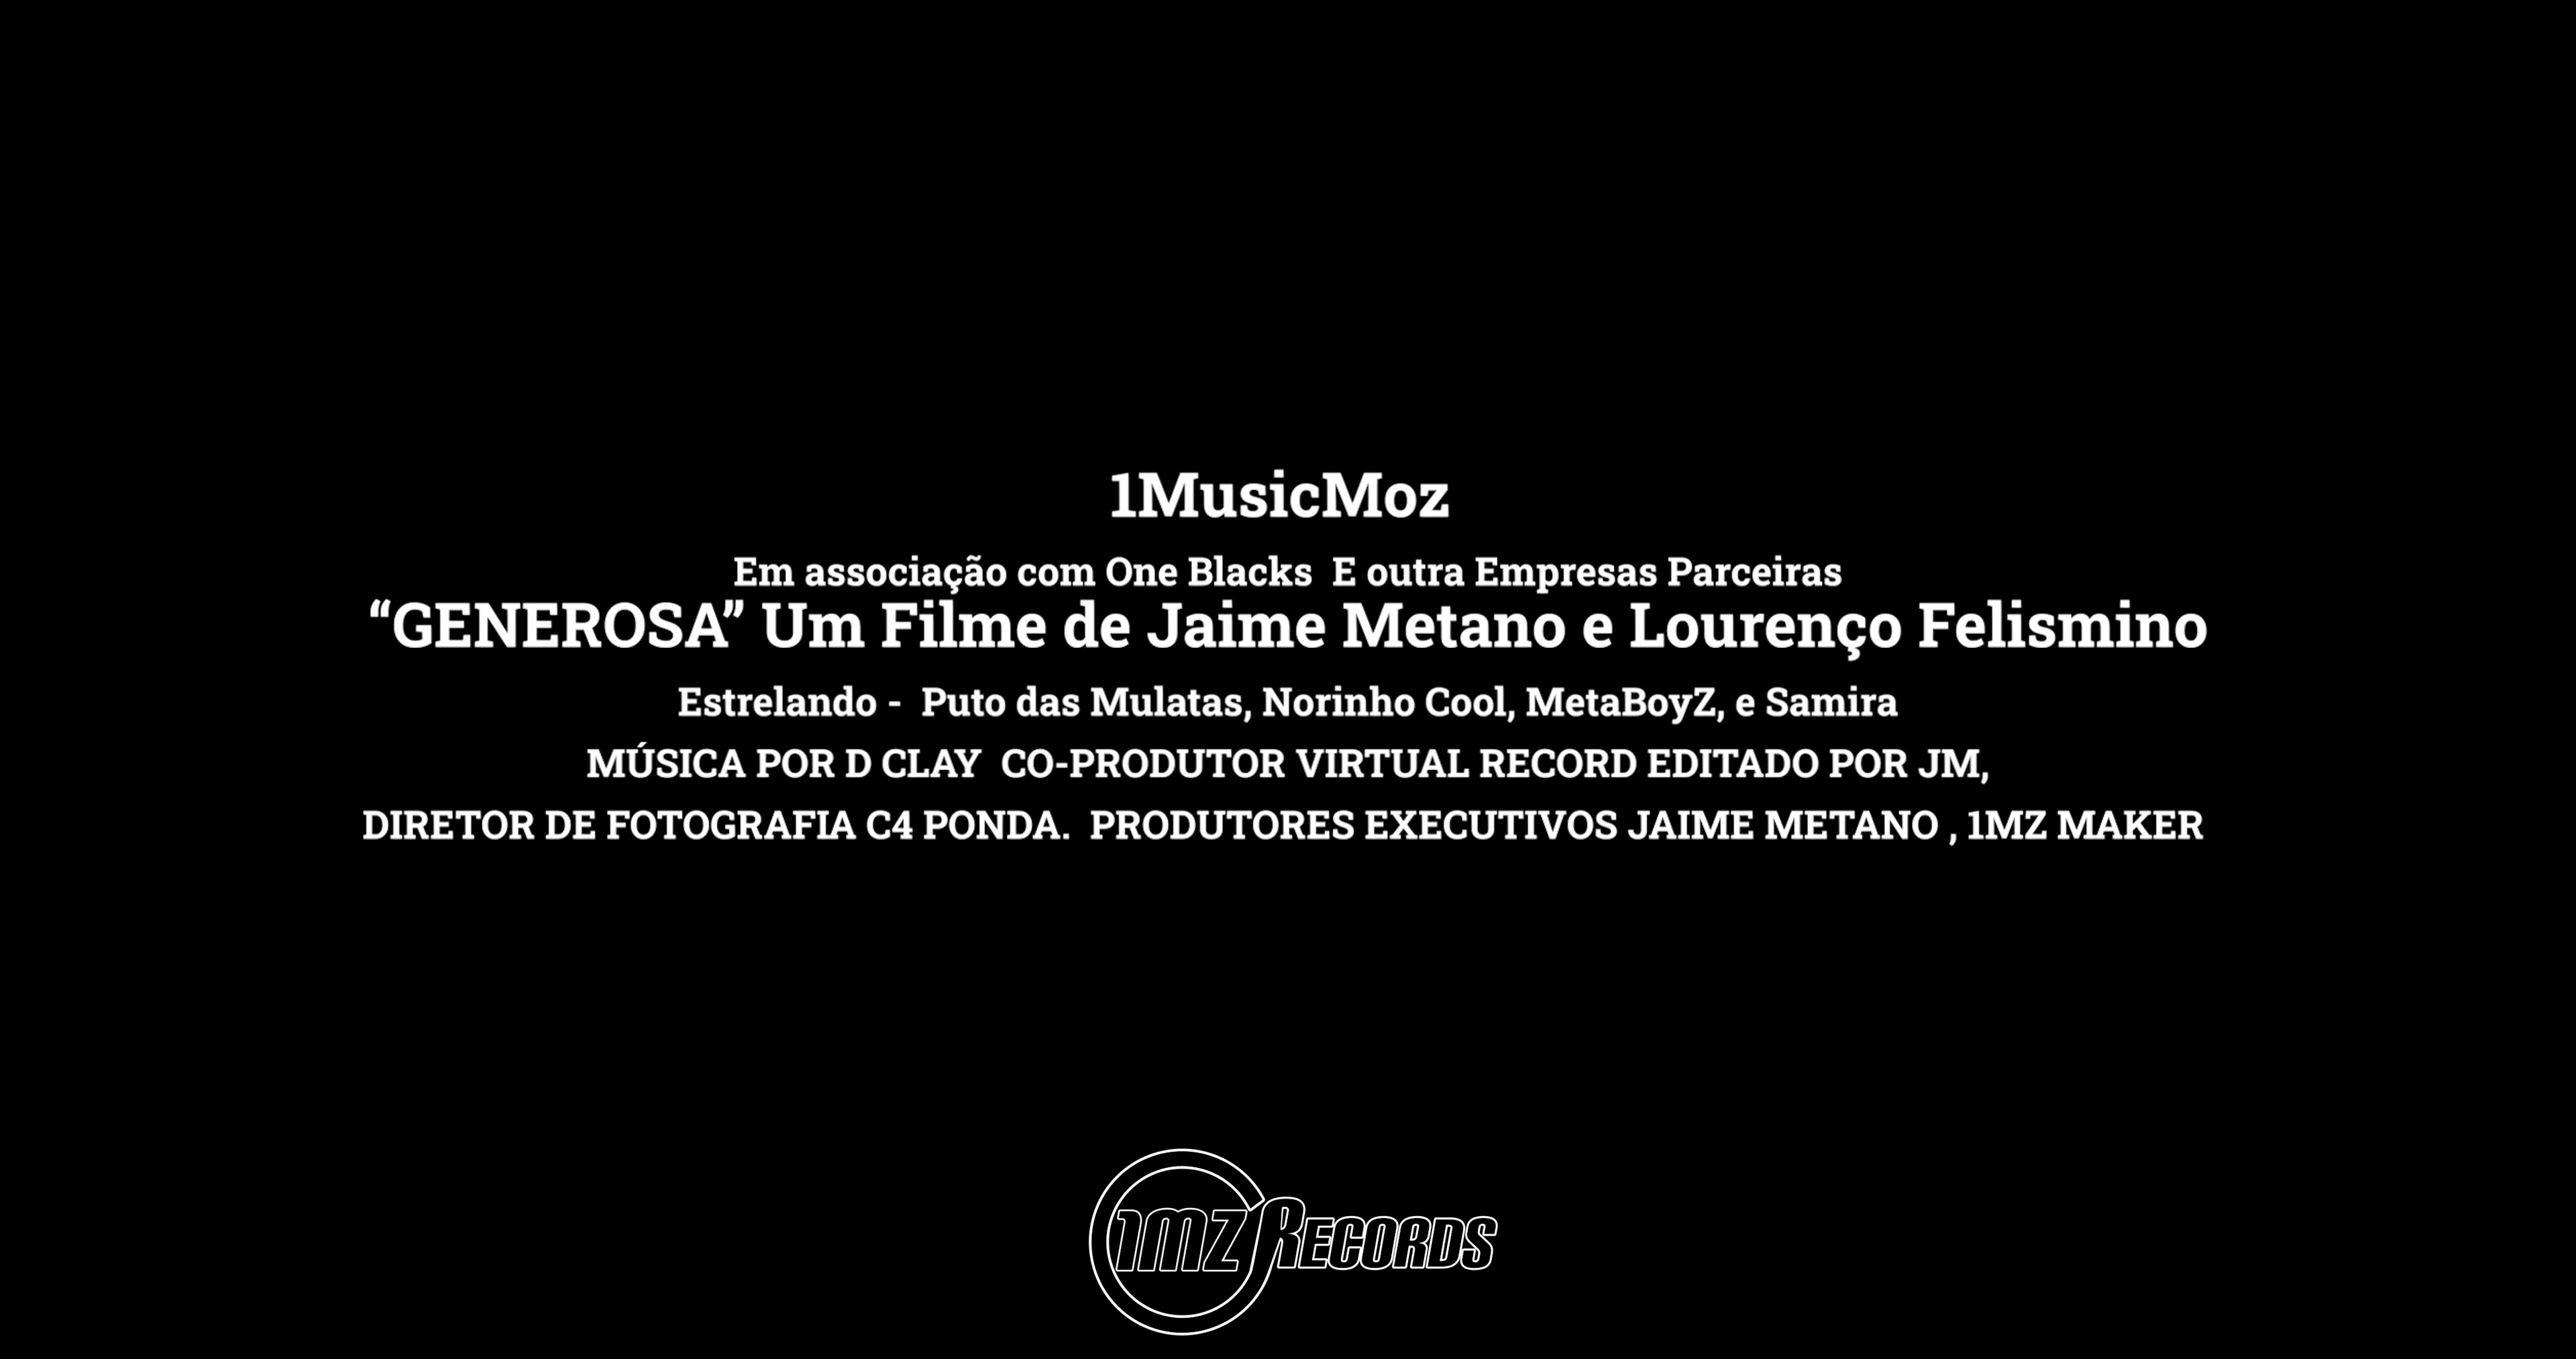 1MusicMoz
Em associação com One Blacks  E outra Empresas Parceiras
“GENEROSA” Um Filme de Jaime Metano e Lourenço Felismino
Estrelando -  Puto das Mulatas, Norinho Cool, MetaBoyZ, e Samira
MÚSICA POR D CLAY  CO-PRODUTOR VIRTUAL RECORD EDITADO POR JM,
DIRETOR DE FOTOGRAFIA C4 PONDA.  PRODUTORES EXECUTIVOS JAIME METANO , 1MZ MAKER
1MZ RECORDS